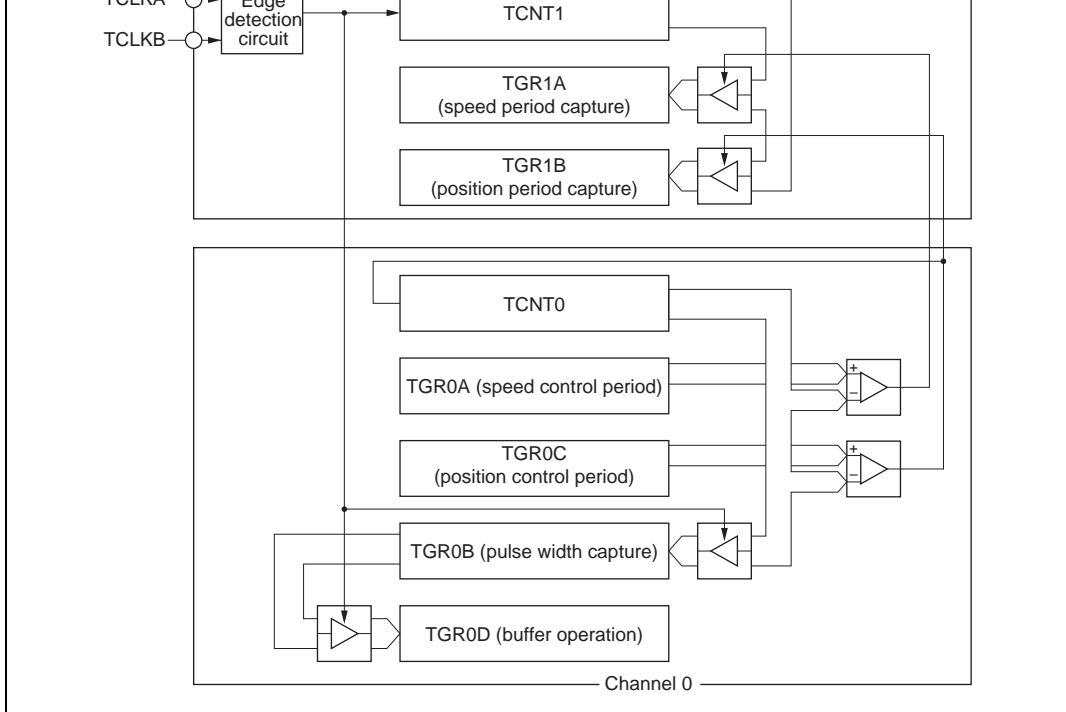 TCLKA
Edge
detection
circuit
TCLKB
TCNT1
TGR1A
(speed period capture)
TGR1B
(position period capture)
TCNT0
TGR0A (speed control period)
+
−
TGR0C
(position control period)
+
−
TGR0B (pulse width capture)
TGR0D (buffer operation)
Channel 0